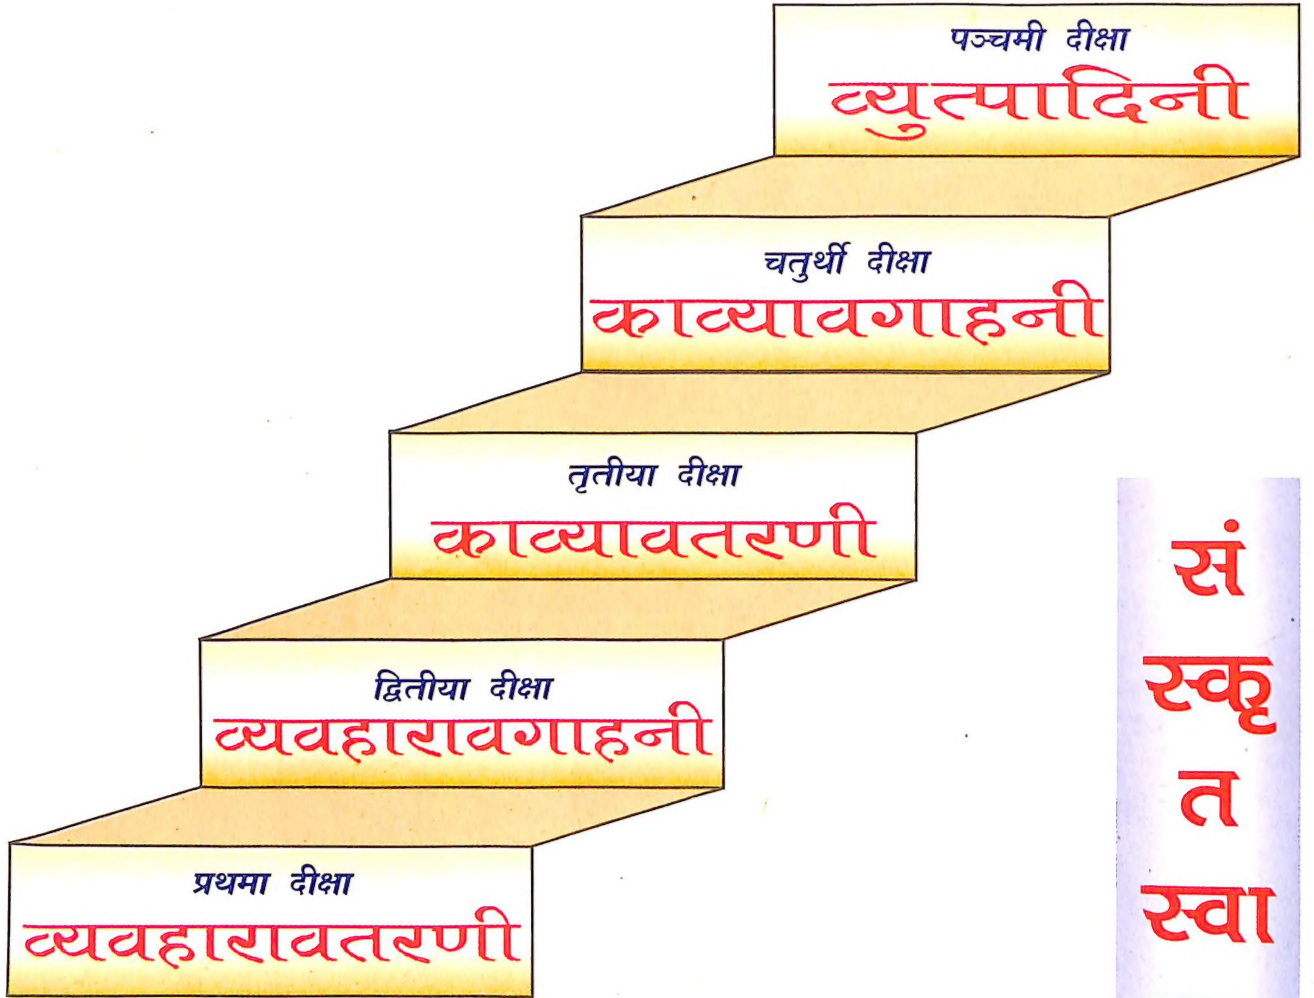 पञ्चमी दीक्षा
व्युत्पादिनी
चतुर्थी दीक्षा
काव्यावगाहनी
तृतीया दीक्षा
काव्यावतरणी
द्वितीया दीक्षा
व्यवहारावगाहनी
प्रथमा दीक्षा
व्यवहारावतरणी
सं
स्कृ
त
स्वा